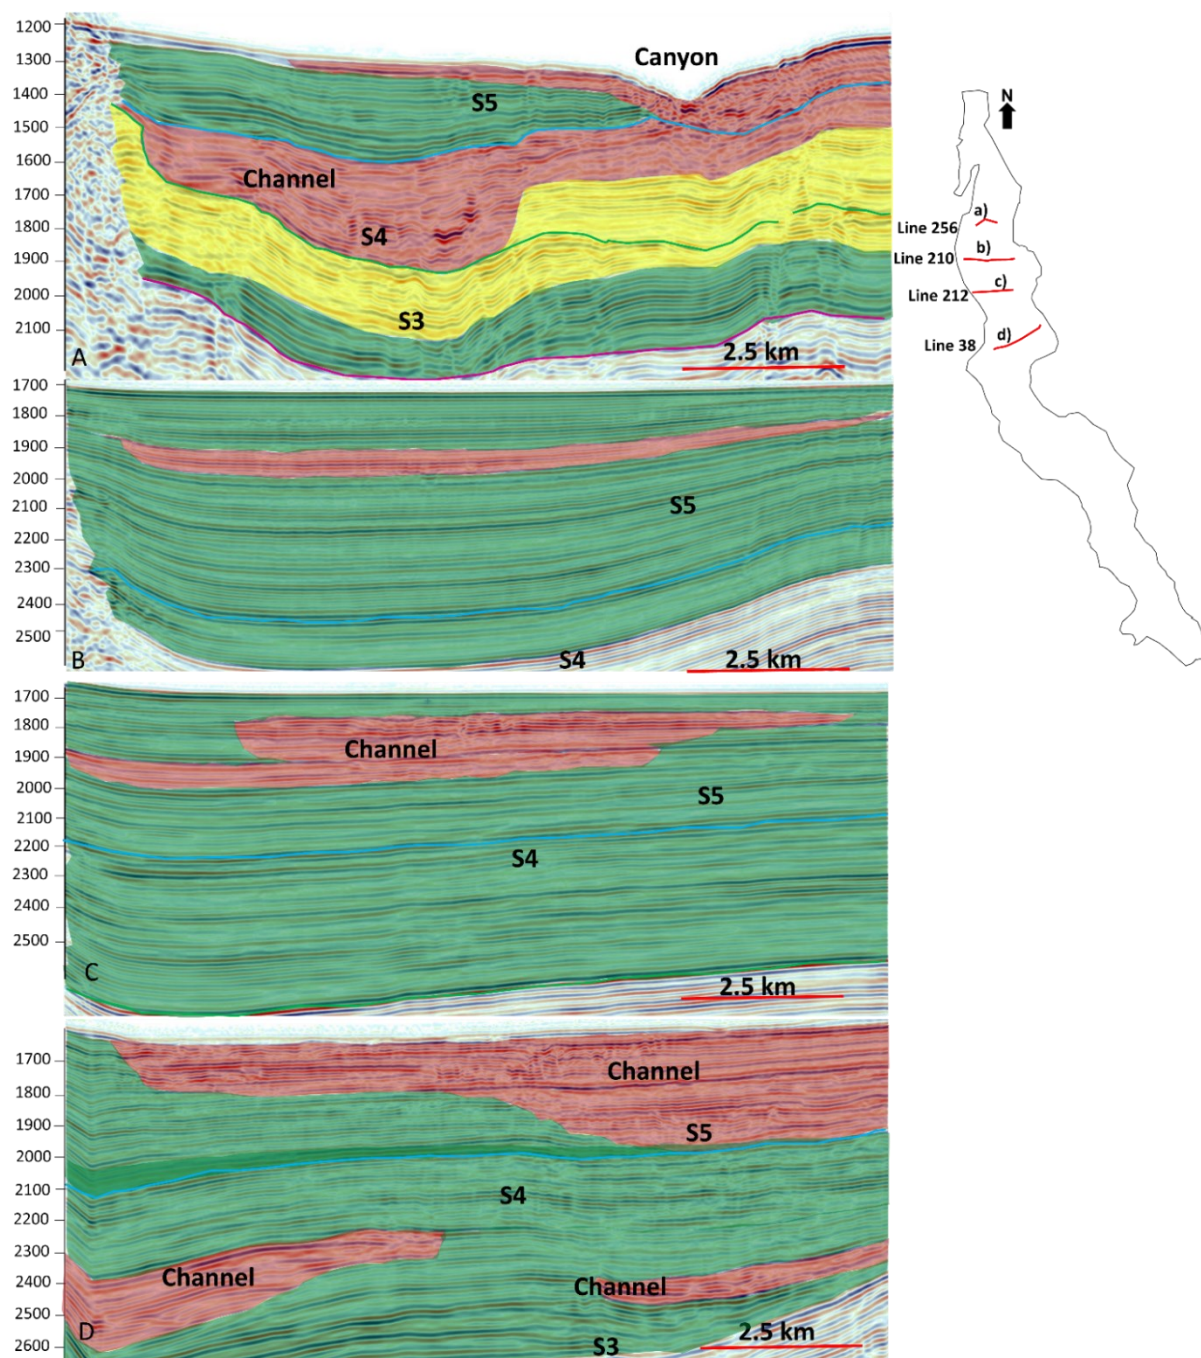 1200
1300
1400
1500
1600
1700
1800
1900
2000
2100
A
Canyon
S5
Channel
S4
S3
2.5 km
1700
1800
1900
2000
2100
2200
2300
2400
2500
B
S5
S4
2.5 km
1700
1800
1900
2000
2100
2200
2300
2400
2500
C
Channel
S5
S4
2.5 km
1700
1800
1900
2000
2100
2200
2300
2400
2500
2600
D
Channel
S5
S4
Channel
Channel
S3
2.5 km
N
a)
Line 256
b)
Line 210
c)
Line 212
d)
Line 38